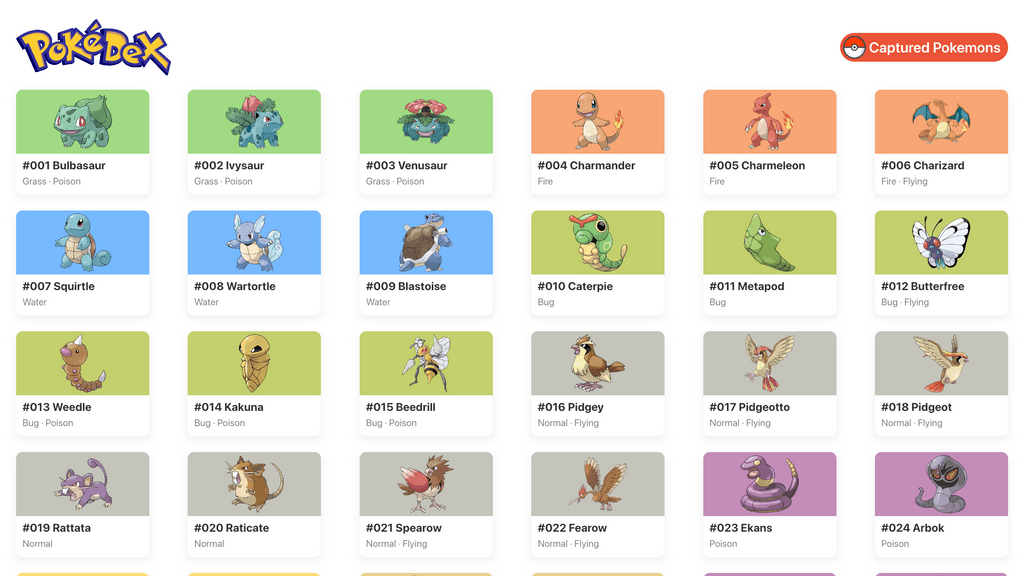 PoKéDeX
Captured Pokemons
#001 Bulbasaur
Grass · Poison
#002 Ivysaur
Grass · Poison
#003 Venusaur
Grass · Poison
#004 Charmander
Fire
#005 Charmeleon
Fire
#006 Charizard
Fire · Flying
#007 Squirtle
Water
#008 Wartortle
Water
#009 Blastoise
Water
#010 Caterpie
Bug
#011 Metapod
Bug
#012 Butterfree
Bug · Flying
#013 Weedle
Bug · Poison
#014 Kakuna
Bug · Poison
#015 Beedrill
Bug · Poison
#016 Pidgey
Normal · Flying
#017 Pidgeotto
Normal · Flying
#018 Pidgeot
Normal · Flying
#019 Rattata
Normal
#020 Raticate
Normal
#021 Spearow
Normal · Flying
#022 Fearow
Normal · Flying
#023 Ekans
Poison
#024 Arbok
Poison